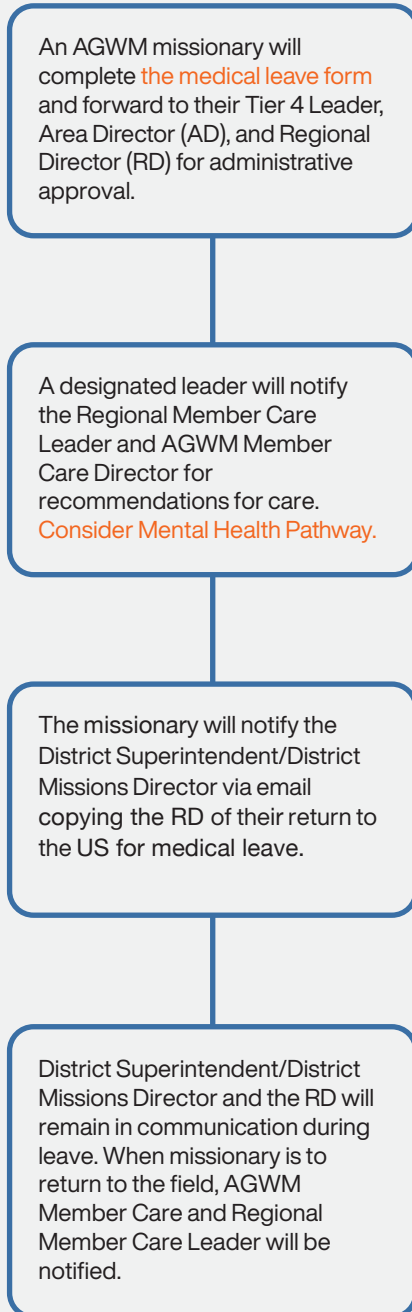 An AGWM missionary will
complete the medical leave form
and forward to their Tier 4 Leader,
Area Director (AD), and Regional
Director (RD) for administrative
approval.
A designated leader will notify
the Regional Member Care
Leader and AGWM Member
Care Director for
recommendations for care.
Consider Mental Health Pathway.
The missionary will notify the
District Superintendent/District
Missions Director via email
copying the RD of their return to
the US for medical leave.
District Superintendent/District
Missions Director and the RD will
remain in communication during
leave. When missionary is to
return to the field, AGWM
Member Care and Regional
Member Care Leader will be
notified.